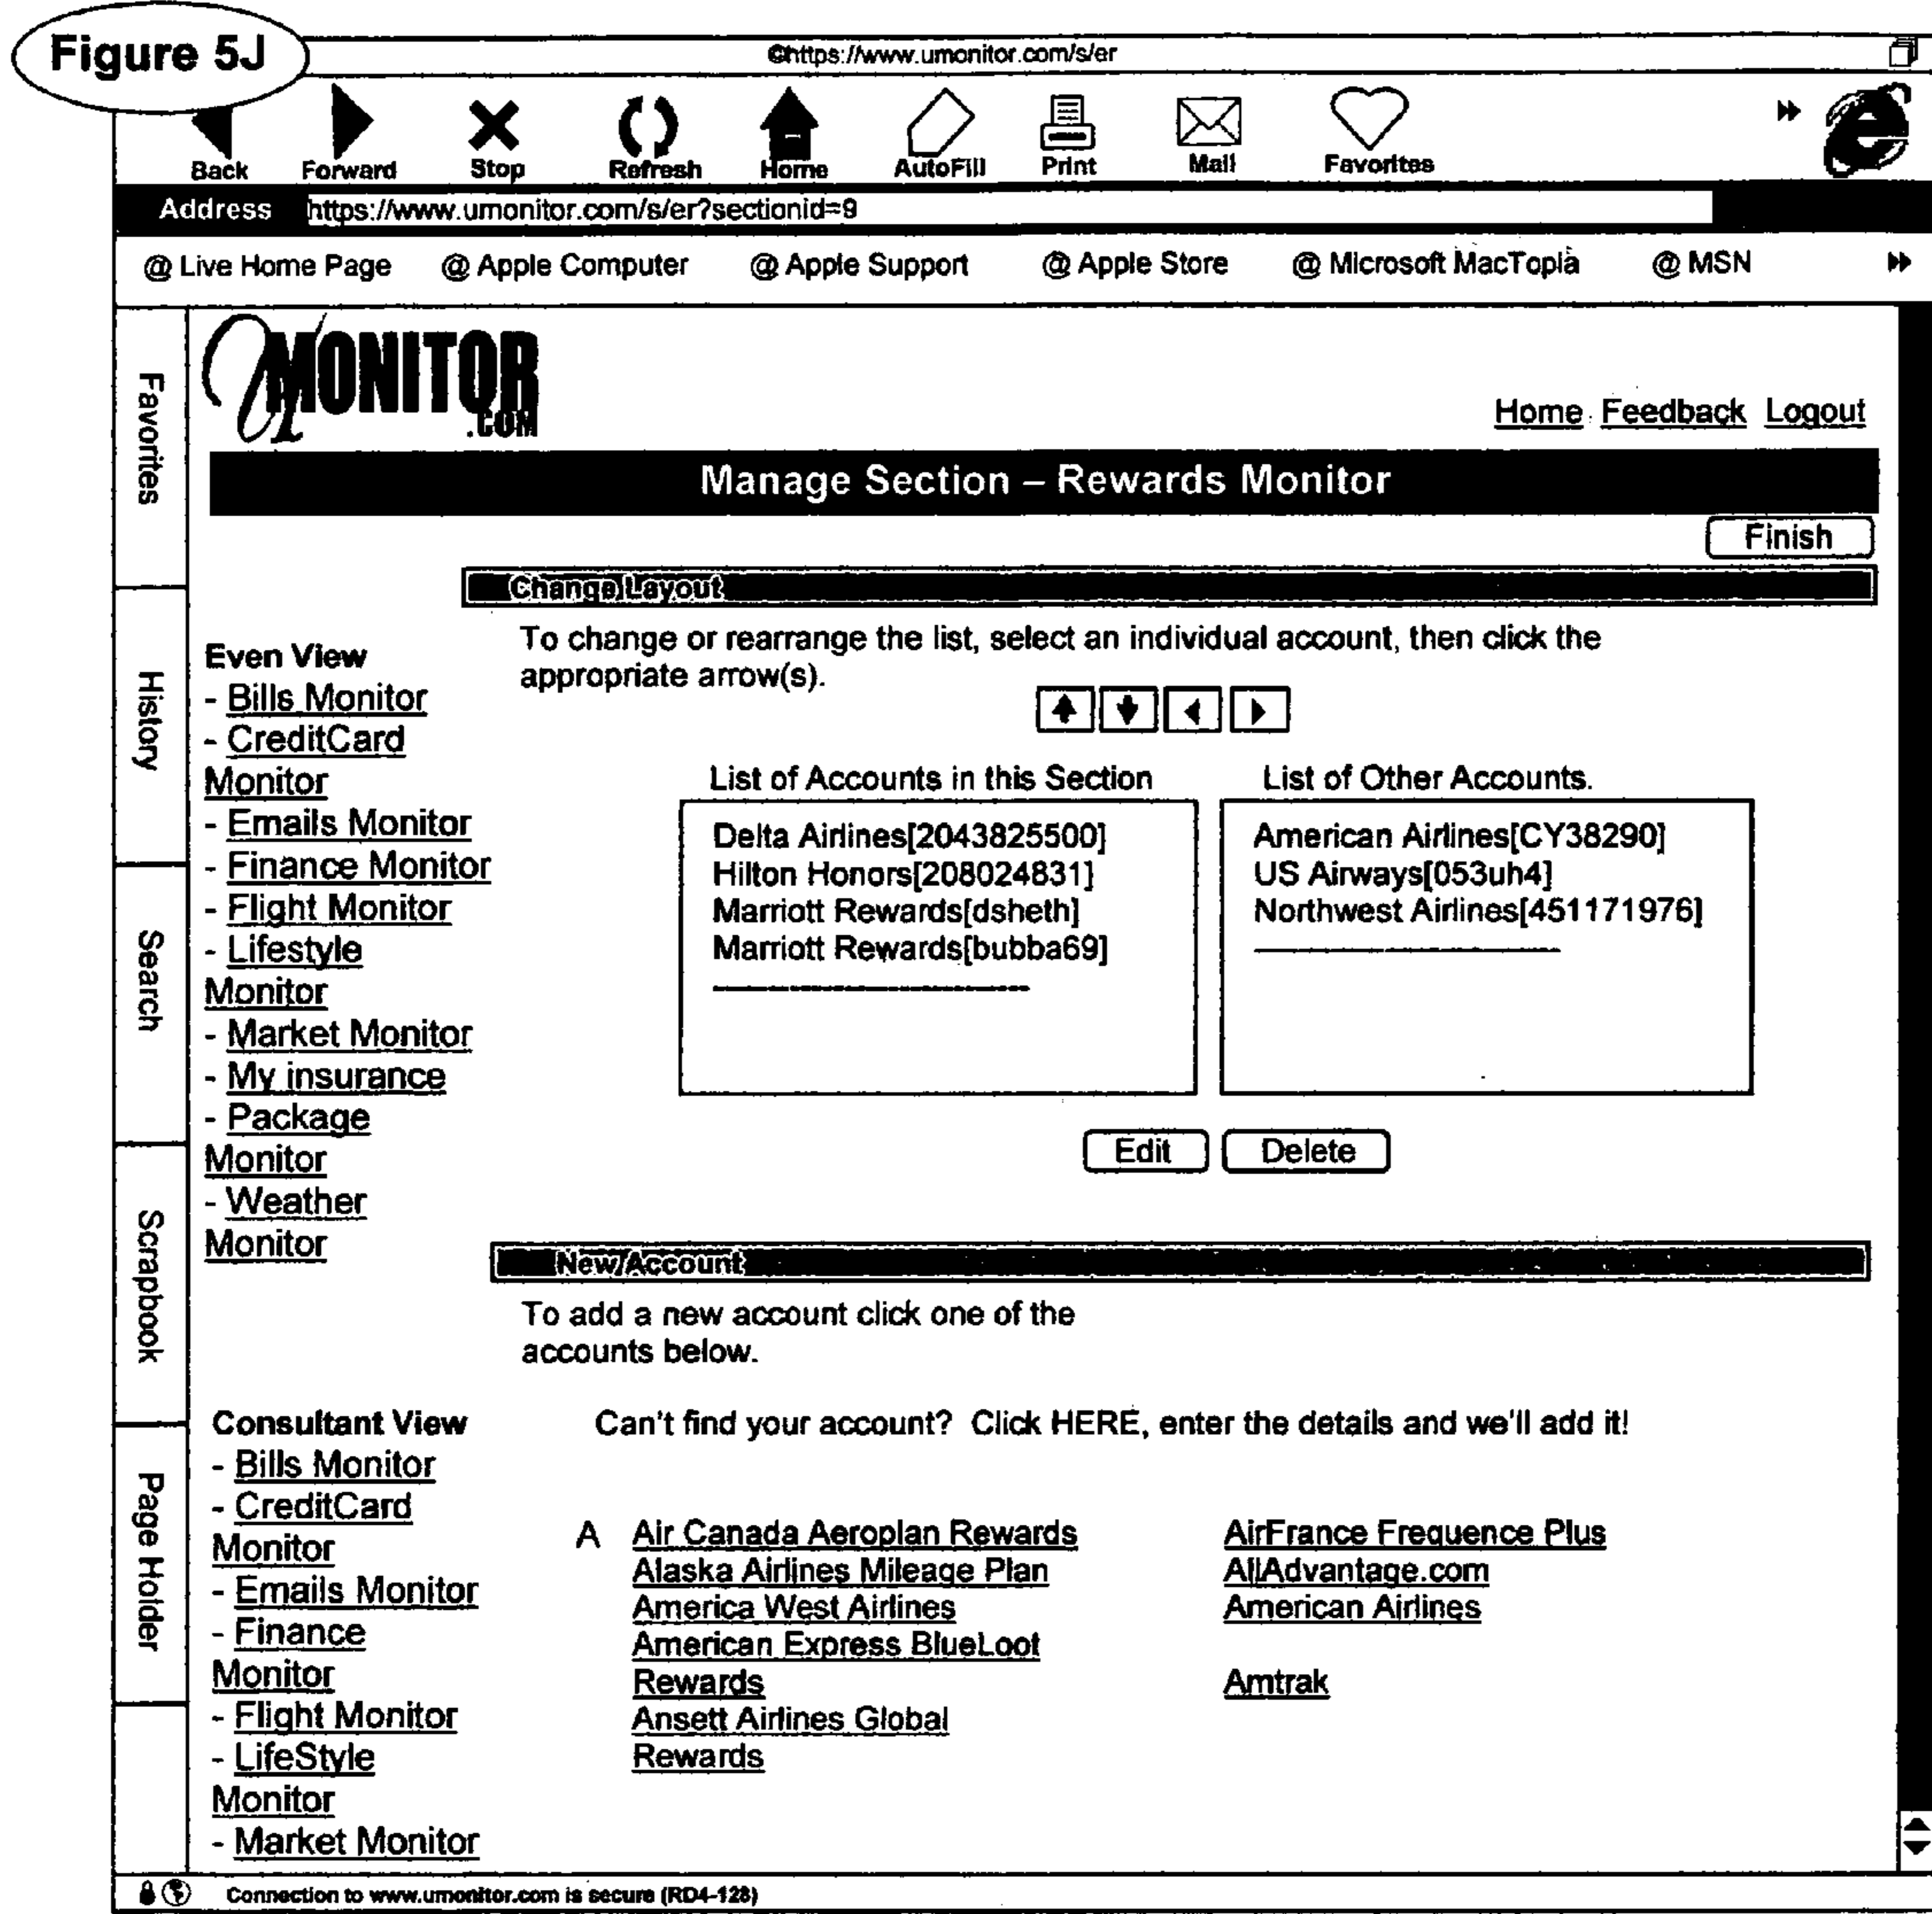 Figure 5J
©https://www.umonitor.com/s/er
Back Forward Stop Refresh Home AutoFill Print Mail Favorites
Address https://www.umonitor.com/s/er?sectionid=9
@ Live Home Page @ Apple Computer @ Apple Support @ Apple Store @ Microsoft MacTopia @ MSN
Favorites
History
Search
Scrapbook
Page Holder
UMONITOR
.COM
Home Feedback Logout
Manage Section – Rewards Monitor
Finish
Change Layout
To change or rearrange the list, select an individual account, then click the
appropriate arrow(s).
Even View
- Bills Monitor
- CreditCard
Monitor
- Emails Monitor
- Finance Monitor
- Flight Monitor
- Lifestyle
Monitor
- Market Monitor
- My insurance
- Package
Monitor
- Weather
Monitor
List of Accounts in this Section
Delta Airlines[2043825500]
Hilton Honors[208024831]
Marriott Rewards[dsheth]
Marriott Rewards[bubba69]
List of Other Accounts.
American Airlines[CY38290]
US Airways[053uh4]
Northwest Airlines[451171976]
Edit Delete
New Account
To add a new account click one of the
accounts below.
Can't find your account? Click HERE, enter the details and we'll add it!
Consultant View
- Bills Monitor
- CreditCard
Monitor
- Emails Monitor
- Finance
Monitor
- Flight Monitor
- LifeStyle
Monitor
- Market Monitor
A Air Canada Aeroplan Rewards AirFrance Frequence Plus
Alaska Airlines Mileage Plan AllAdvantage.com
America West Airlines American Airlines
American Express BlueLoot
Rewards Amtrak
Ansett Airlines Global
Rewards
Connection to www.umonitor.com is secure (RD4-128)